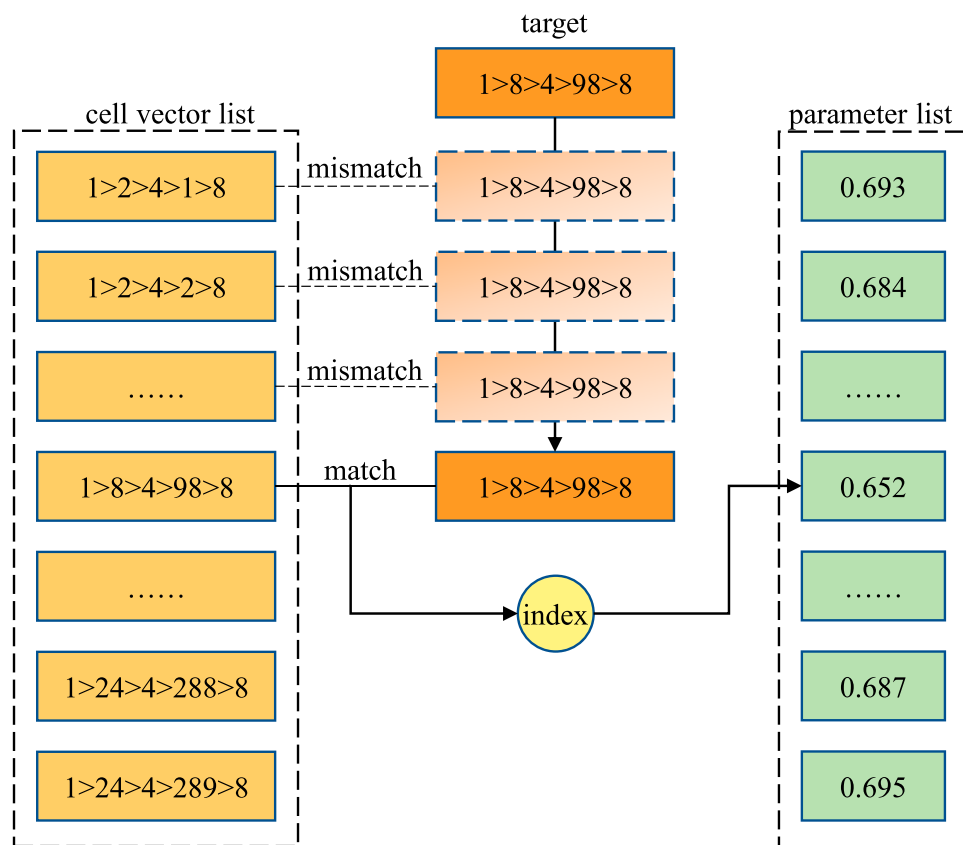 target
1>8>4>98>8
cell vector list
parameter list
1>2>4>1>8
mismatch
1>8>4>98>8
0.693
1>2>4>2>8
mismatch
1>8>4>98>8
0.684
......
mismatch
1>8>4>98>8
......
1>8>4>98>8
match
1>8>4>98>8
0.652
......
index
......
1>24>4>288>8
0.687
1>24>4>289>8
0.695